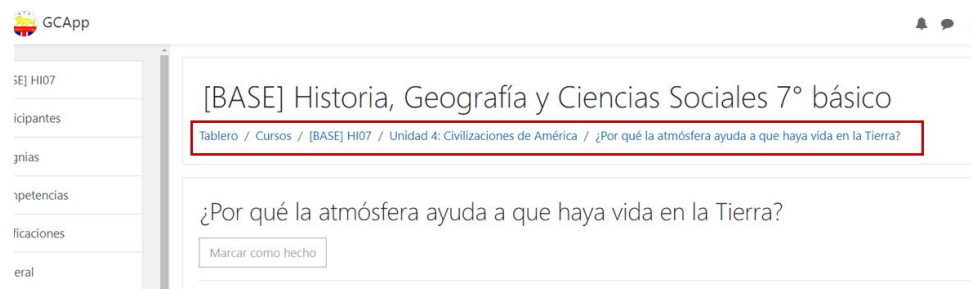 GCApp
[BASE] Historia, Geografía y Ciencias Sociales 7° básico
Tablero / Cursos / [BASE] HI07 / Unidad 4: Civilizaciones de América / ¿Por qué la atmósfera ayuda a que haya vida en la Tierra?
¿Por qué la atmósfera ayuda a que haya vida en la Tierra?
Marcar como hecho
SE] HI07
ticipantes
gnias
npetencias
ificaciones
eral